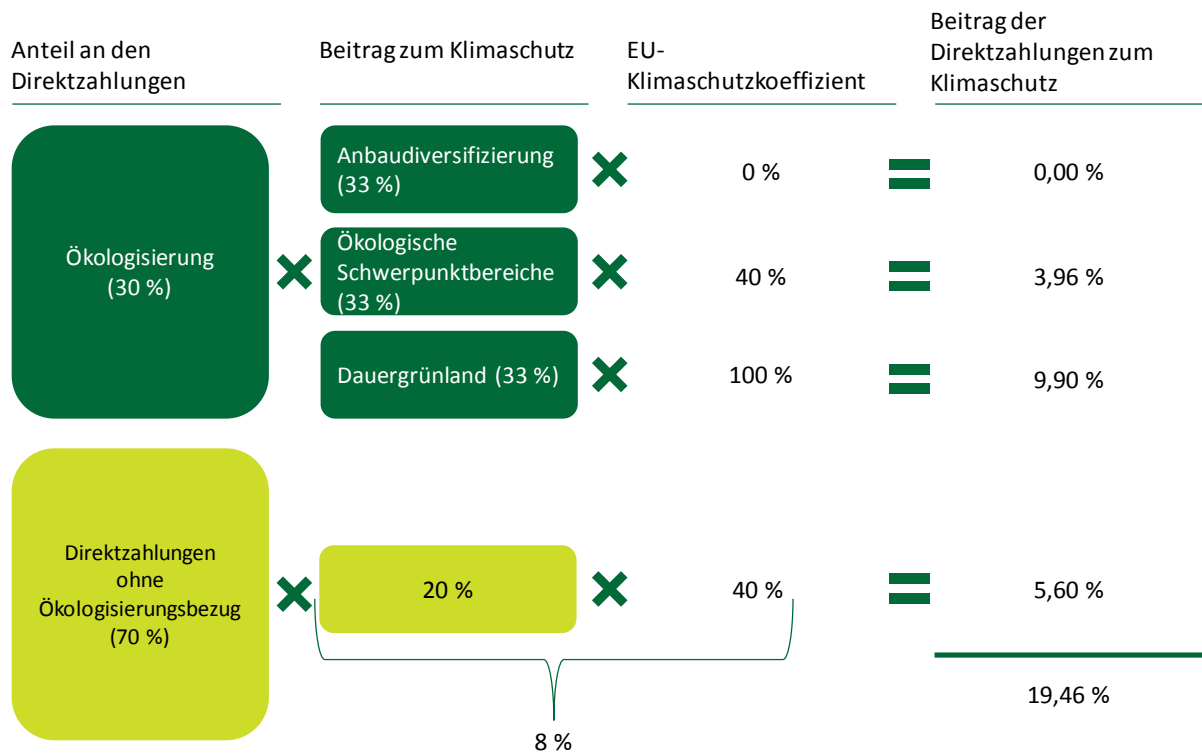 Anteil an den
Direktzahlungen
Beitrag zum Klimaschutz
EU-
Klimaschutzkoeffizient
Beitrag der
Direktzahlungen zum
Klimaschutz
Ökologisierung
(30 %)
Anbaudiversifizierung
(33 %)
0 %
0,00 %
Ökologische
Schwerpunktbereiche
(33 %)
40 %
3,96 %
Dauergrünland (33 %)
100 %
9,90 %
Direktzahlungen
ohne
Ökologisierungsbezug
(70 %)
20 %
40 %
5,60 %
8 %
19,46 %